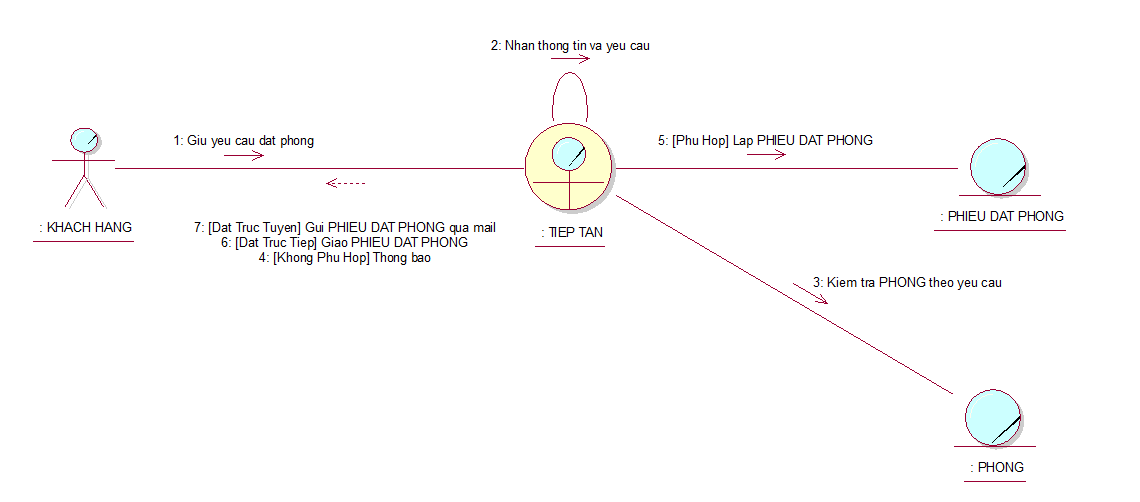 2: Nhan thong tin va yeu cau
1: Giu yeu cau dat phong
5: [Phu Hop] Lap PHIEU DAT PHONG
: KHACH HANG
7: [Dat Truc Tuyen] Gui PHIEU DAT PHONG qua mail
6: [Dat Truc Tiep] Giao PHIEU DAT PHONG
4: [Khong Phu Hop] Thong bao
: TIEP TAN
: PHIEU DAT PHONG
3: Kiem tra PHONG theo yeu cau
: PHONG